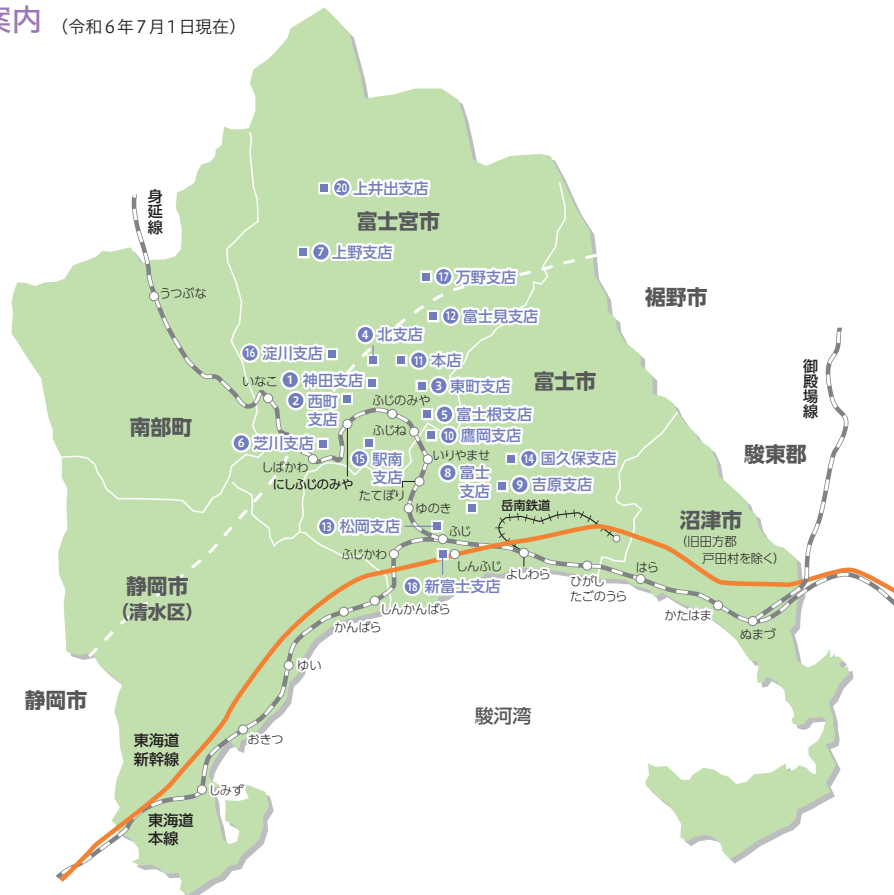 案内 (令和6年7月1日現在)
身延線
⑳ 上井出支店
富士宮市
⑦ 上野支店
⑰ 万野支店
うつぶな
裾野市
⑫ 富士見支店
④ 北支店
⑯ 淀川支店
⑪ 本店
① 神田支店
③ 東町支店
富士市
御殿場線
いなこ
② 西町
支店
ふじのみや
⑤ 富士根支店
南部町
ふじね
⑩ 鷹岡支店
⑥ 芝川支店
駿東郡
しばかわ
⑮ 駅南
支店
いりやませ
⑭ 国久保支店
にしふじのみや
⑧ 富士
支店
⑨ 吉原支店
たてぼり
ゆのき
岳南鉄道
沼津市
(旧田方郡
戸田村を除く)
⑬ 松岡支店
ふじ
ふじかわ
しんふじ
よしわら
はら
ひがし
たごのうら
静岡市
(清水区)
⑱ 新富士支店
しんかんばら
かんばら
かたはま
ぬまづ
ゆい
静岡市
駿河湾
東海道
新幹線
おきつ
しみず
東海道
本線